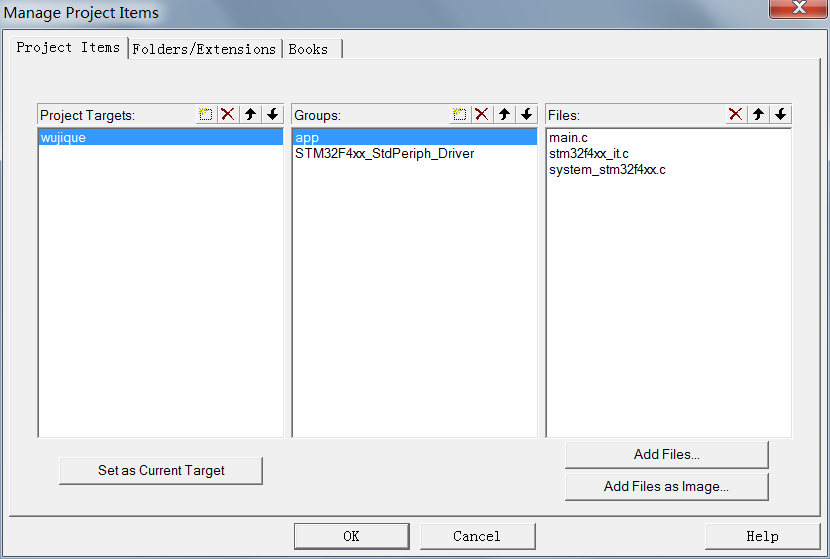 Manage Project Items
Project Items Folders/Extensions Books
Project Targets: Groups: Files:
wujique app main.c
STM32F4xx_StdPeriph_Driver stm32f4xx_it.c
system_stm32f4xx.c
Add Files...
Set as Current Target
Add Files as Image...
OK Cancel Help